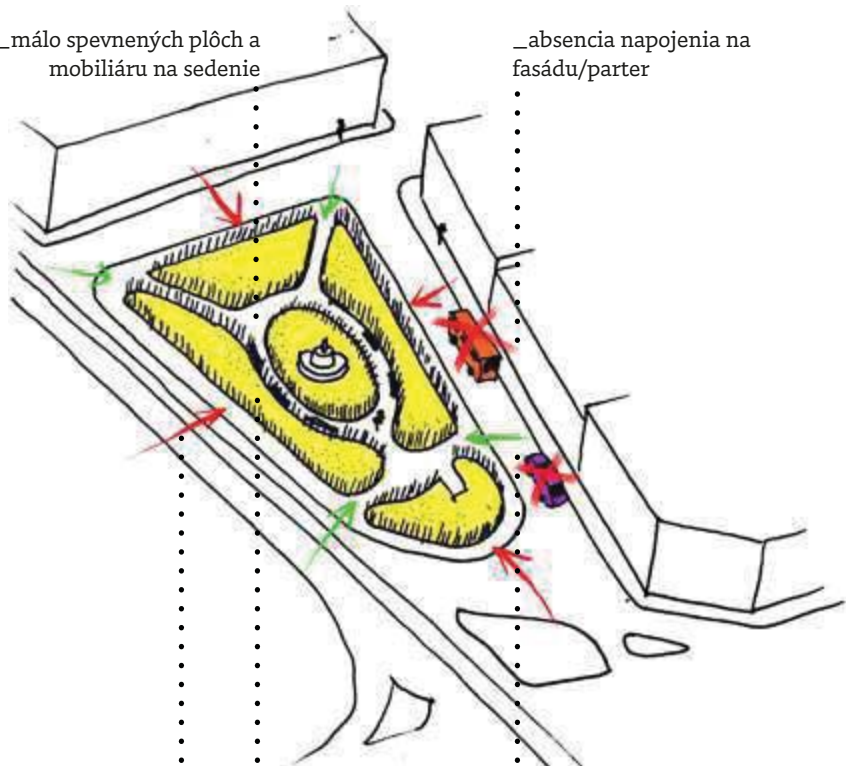 _málo spevnených plôch a
mobiliáru na sedenie
_absencia napojenia na
fasádu/parter